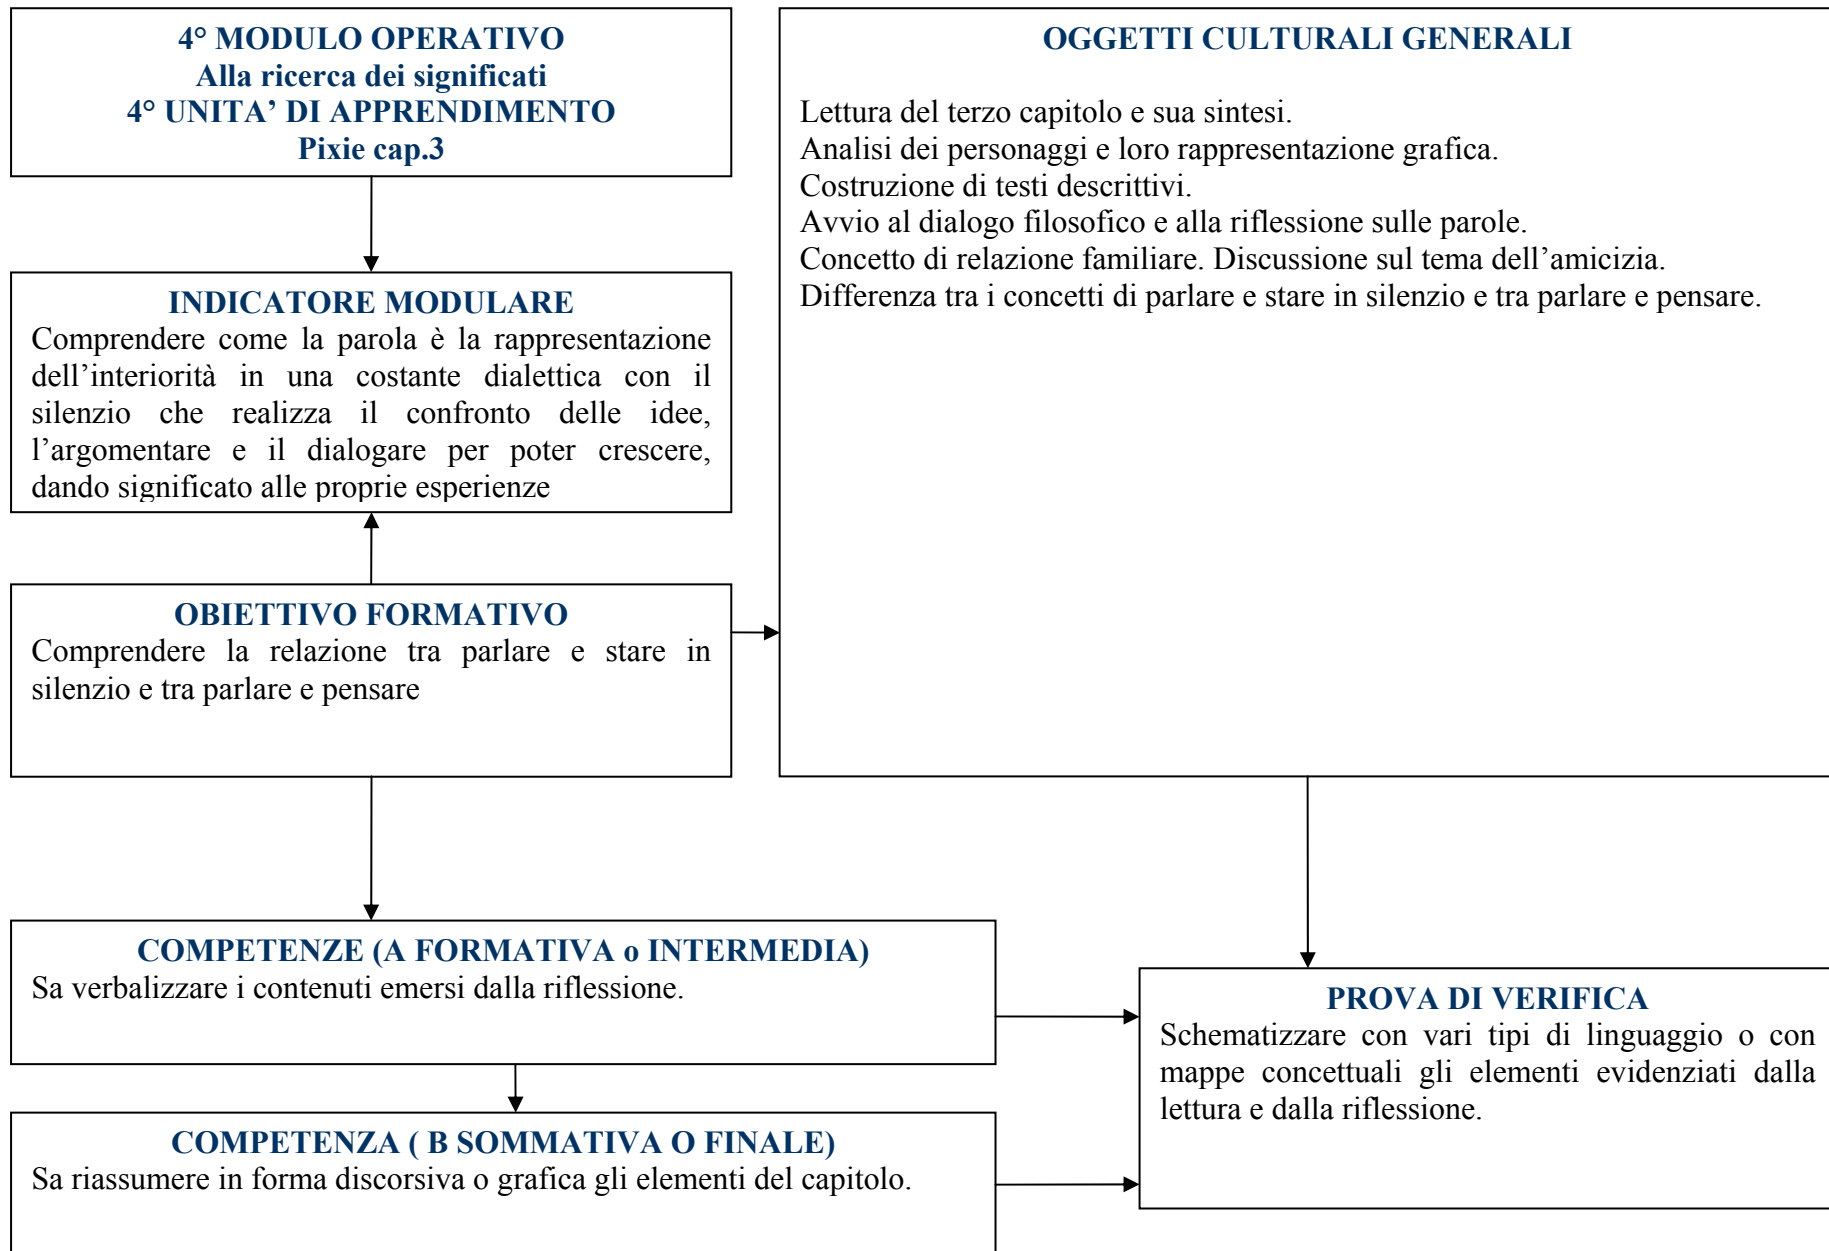 4° MODULO OPERATIVO
Alla ricerca dei significati
4° UNITA’ DI APPRENDIMENTO
Pixie cap.3
INDICATORE MODULARE
Comprendere come la parola è la rappresentazione
dell’interiorità in una costante dialettica con il
silenzio che realizza il confronto delle idee,
l’argomentare e il dialogare per poter crescere,
dando significato alle proprie esperienze
OBIETTIVO FORMATIVO
Comprendere la relazione tra parlare e stare in
silenzio e tra parlare e pensare
OGGETTI CULTURALI GENERALI
Lettura del terzo capitolo e sua sintesi.
Analisi dei personaggi e loro rappresentazione grafica.
Costruzione di testi descrittivi.
Avvio al dialogo filosofico e alla riflessione sulle parole.
Concetto di relazione familiare. Discussione sul tema dell’amicizia.
Differenza tra i concetti di parlare e stare in silenzio e tra parlare e pensare.
COMPETENZE (A FORMATIVA o INTERMEDIA)
Sa verbalizzare i contenuti emersi dalla riflessione.
COMPETENZA ( B SOMMATIVA O FINALE)
Sa riassumere in forma discorsiva o grafica gli elementi del capitolo.
PROVA DI VERIFICA
Schematizzare con vari tipi di linguaggio o con
mappe concettuali gli elementi evidenziati dalla
lettura e dalla riflessione.